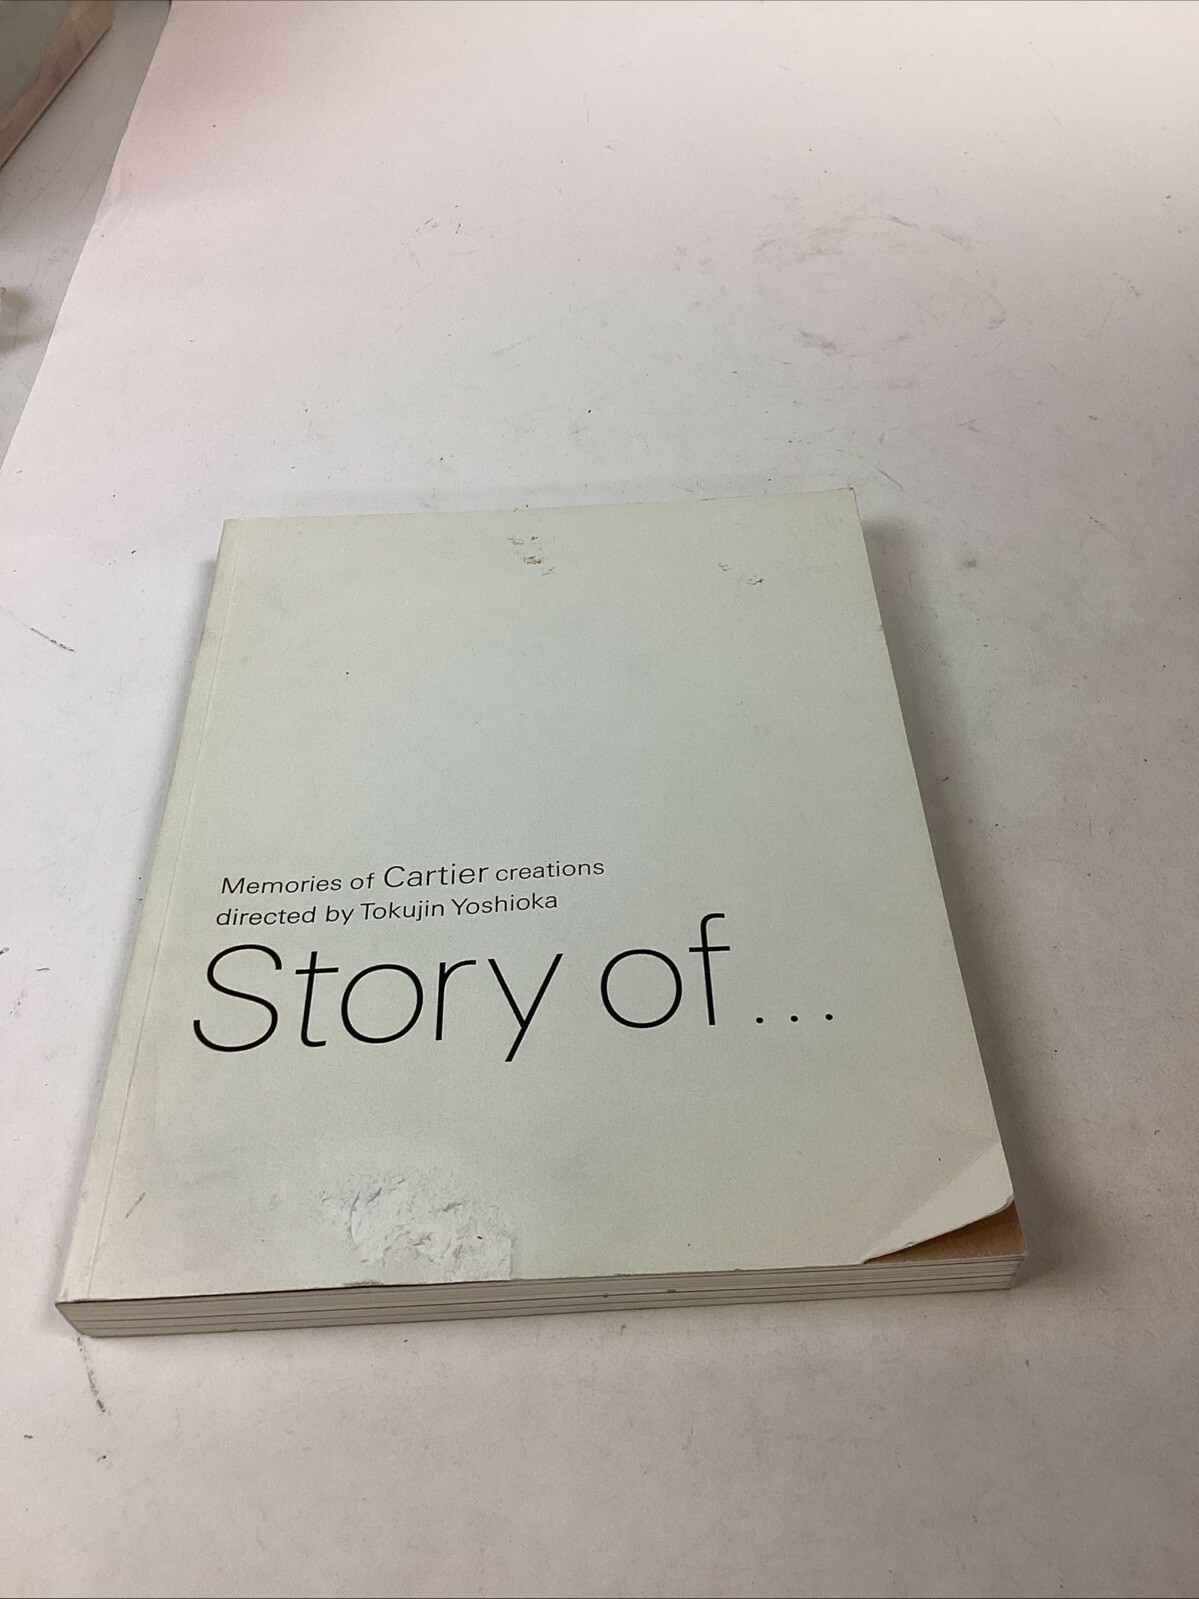 Memories of Cartier creations
directed by Tokujin Yoshioka
Story of...